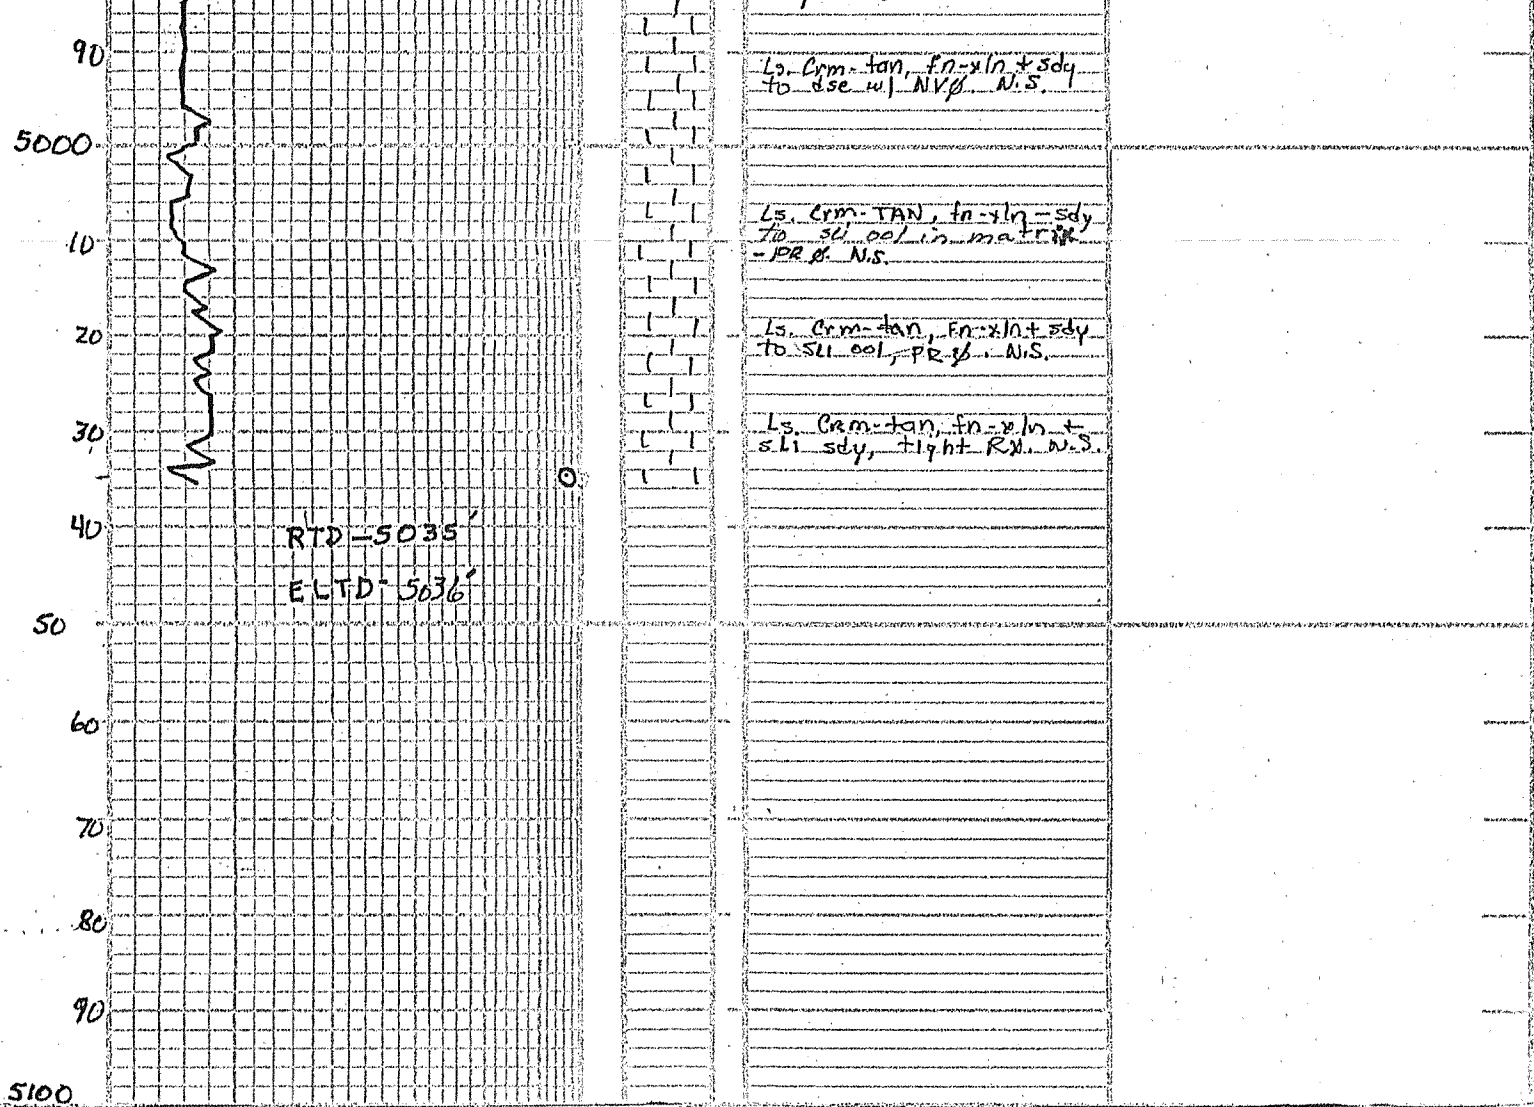 90
Ls. Crm-tan, fn-xln + sdy
to dse w/ NVØ. N.S.
5000
Ls. Crm-TAN, fn-xln - sdy
to sli ool in matrix
- PR Ø. N.S.
10
Ls. Crm-tan, Fn-xln + sdy
to sli ool, PR Ø. N.S.
20
Ls. CRm-tan, fn-xln +
sli sdy, tight RX. N.S.
30
RTD - 5035'
40
ELTD - 5036'
50
60
70
80
90
5100